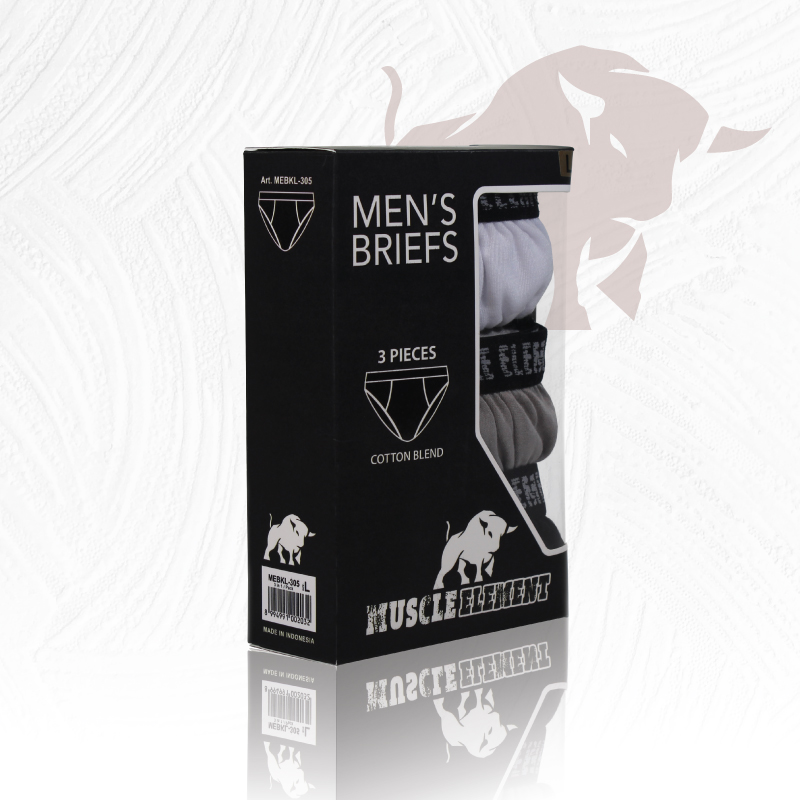 Art. MEBKL-305
MEN'S
BRIEFS
3 PIECES
COTTON BLEND
MUSCLE ELEMENT
MEBKL-305
L
MADE IN INDONESIA